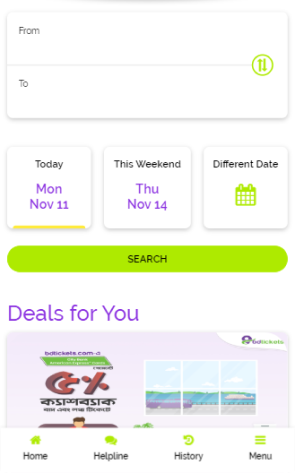 From
To
Today
This Weekend
Different Date
Mon
Nov 11
Thu
Nov 14
SEARCH
Deals for You
bdtickets
bdtickets.com-এ
৫%
ক্যাশব্যাক
Home
Helpline
History
Menu